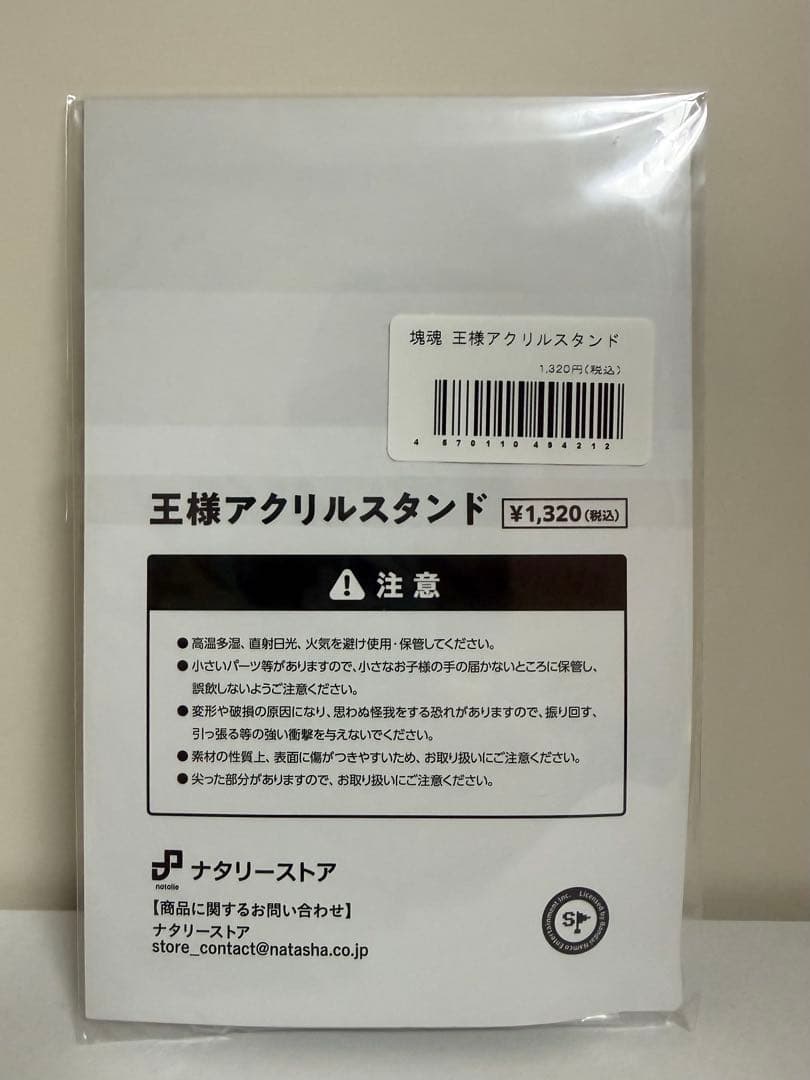 塊魂 王様アクリルスタンド
1,320円(税込)
4 570110 494212
王様アクリルスタンド ¥1,320(税込)
注意
●高温多湿、直射日光、火気を避け使用・保管してください。
●小さいパーツ等がありますので、小さなお子様の手の届かないところに保管し、
誤飲しないようご注意ください。
●変形や破損の原因になり、思わぬ怪我をする恐れがありますので、振り回す、
引っ張る等の強い衝撃を与えないでください。
●素材の性質上、表面に傷がつきやすいため、お取り扱いにご注意ください。
●尖った部分がありますので、お取り扱いにご注意ください。
natalie
ナタリーストア
【商品に関するお問い合わせ】
ナタリーストア
store_contact@natasha.co.jp
Licensed by Bandai Namco Entertainment Inc.
SP